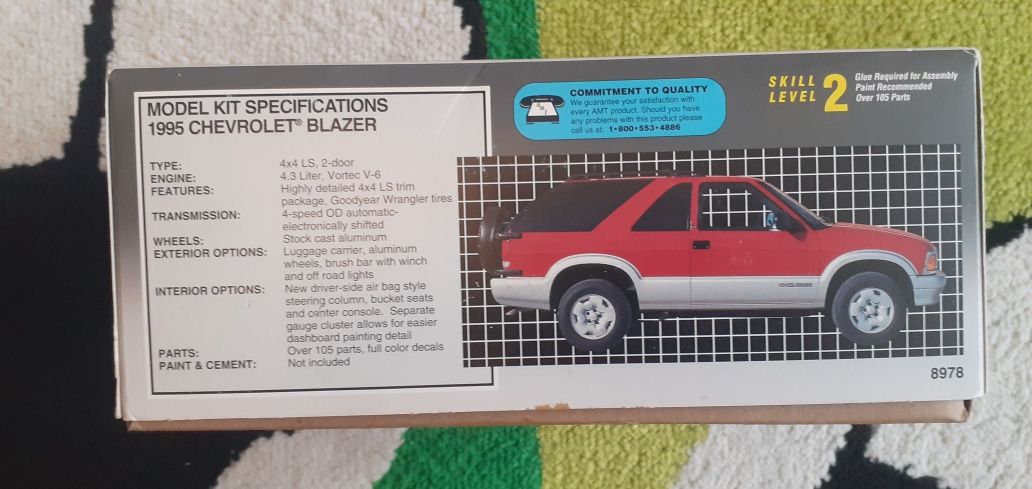 MODEL KIT SPECIFICATIONS
1995 CHEVROLET® BLAZER
TYPE: 4x4 LS, 2-door
ENGINE: 4.3 Liter, Vortec V-6
FEATURES: Highly detailed 4x4 LS trim
package, Goodyear Wrangler tires
TRANSMISSION: 4-speed OD automatic-
electronically shifted
WHEELS: Stock cast aluminum
EXTERIOR OPTIONS: Luggage carrier, aluminum
wheels, brush bar with winch
and off road lights
INTERIOR OPTIONS: New driver-side air bag style
steering column, bucket seats
and center console. Separate
gauge cluster allows for easier
dashboard painting detail
PARTS: Over 105 parts, full color decals
PAINT & CEMENT: Not included
COMMITMENT TO QUALITY
We guarantee your satisfaction with
every AMT product. Should you have
any problems with this product please
call us at: 1•800•553•4886
SKILL
LEVEL 2
Glue Required for Assembly
Paint Recommended
Over 105 Parts
8978